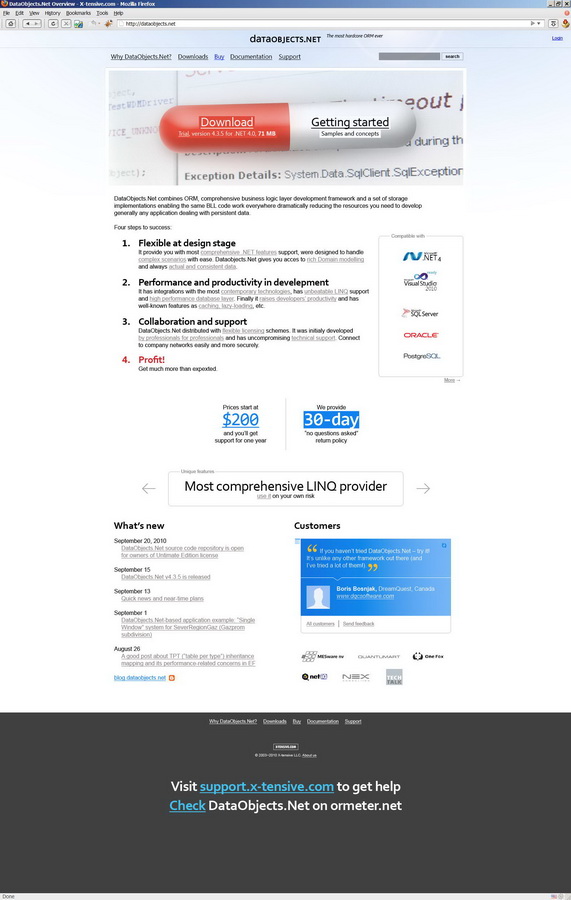 DataObjects.Net Overview - X-tensive.com - Mozilla Firefox
File Edit View History Bookmarks Tools Help
http://dataobjects.net
DATAOBJECTS.NET The most hardcore ORM ever
Login
Why DataObjects.Net? Downloads Buy Documentation Support
search
Download
Trial, version 4.3.5 for .NET 4.0, 71 MB
Getting started
Samples and concepts
Exception Details: System.Data.SqlClient.SqlException
DataObjects.Net combines ORM, comprehensive business logic layer development framework and a set of storage
implementations enabling the same BLL code work everywhere dramatically reducing the resources you need to develop
generally any application dealing with persistent data.
Four steps to success:
1. Flexible at design stage
It provide you with most comprehensive .NET features support, were designed to handle
complex scenarios with ease. Dataobjects.Net gives you acces to rich Domain modelling
and always actual and consistent data.
2. Performance and productivity in development
It has integrations with the most contemporary technologies, has unbeatable LINQ support
and high performance database layer. Finally it raises developers' productivity and has
well-known features as caching, lazy-loading, etc.
3. Collaboration and support
DataObjects.Net distributed with flexible licensing schemes. It was initialy developed
by professionals for professionals and has uncompromising technical support. Connect
to company networks easily and more securely.
4. Profit!
Get much more than expexted.
Compatible with
.NET 4
Visual Studio
2010
SQL Server
ORACLE
PostgreSQL
More →
Prices start at
$200
and you'll get
support for one year
We provide
30-day
"no questions asked"
return policy
Unique features
Most comprehensive LINQ provider
use it on your own risk
What's new
September 20, 2010
DataObjects.Net source code repository is open
for owners of Unlimate Edition license
September 15
DataObjects.Net v4.3.5 is released
September 13
Quick news and near-time plans
September 1
DataObjects.Net-based application example: "Single
Window" system for SeverRegionGaz (Gazprom
subdivision)
August 26
A good post about TPT ("table per type") inheritance
mapping and its performance-related concerns in EF
blog.dataobjects.net
Customers
“ If you haven't tried DataObjects.Net – try it!
It's unlike any other framework out there (and
I've tried a lot of them!). ”
Boris Bosnjak, DreamQuest, Canada
www.dqcsoftware.com
All customers | Send feedback
MESware nv
QUANTUMART
One Fox
NEX
TECH
TALK
Why DataObjects.Net? Downloads Buy Documentation Support
X-TENSIVE.COM
© 2003–2010 X-tensive LLC. About us
Visit support.x-tensive.com to get help
Check DataObjects.Net on ormeter.net
Done